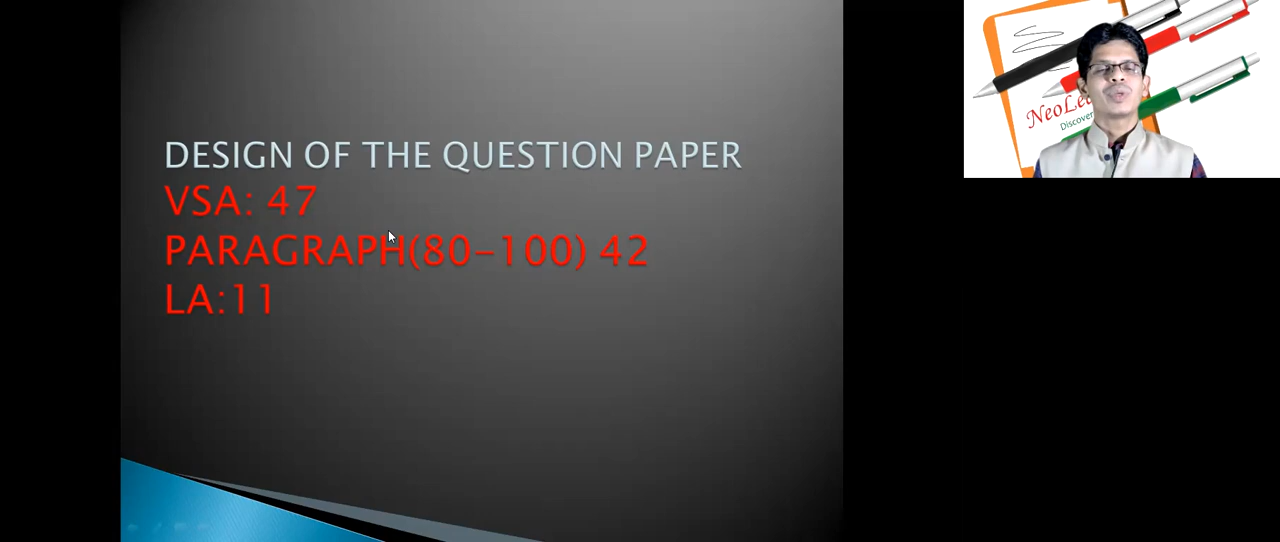 DESIGN OF THE QUESTION PAPER
VSA: 47
PARAGRAPH(80-100) 42
LA:11